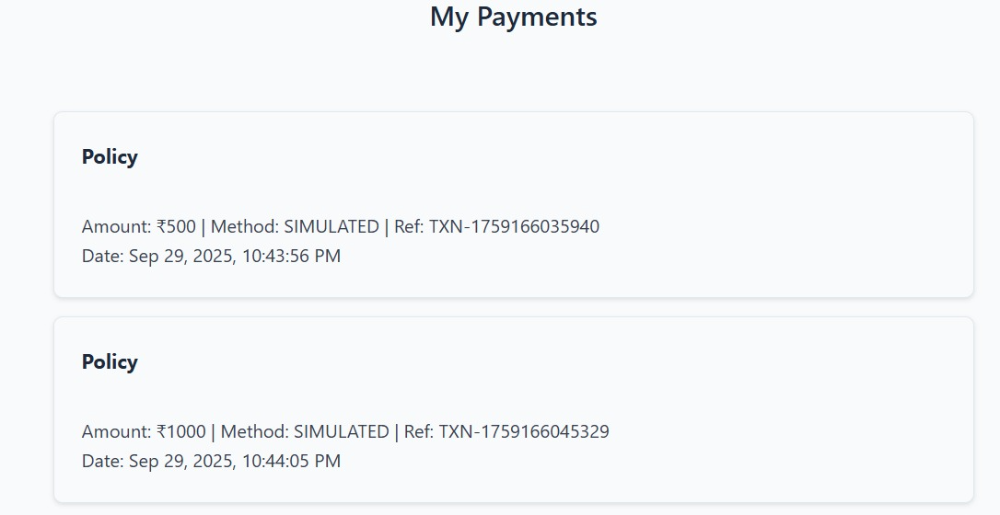 My Payments
Policy
Amount: ₹500 | Method: SIMULATED | Ref: TXN-1759166035940
Date: Sep 29, 2025, 10:43:56 PM
Policy
Amount: ₹1000 | Method: SIMULATED | Ref: TXN-1759166045329
Date: Sep 29, 2025, 10:44:05 PM